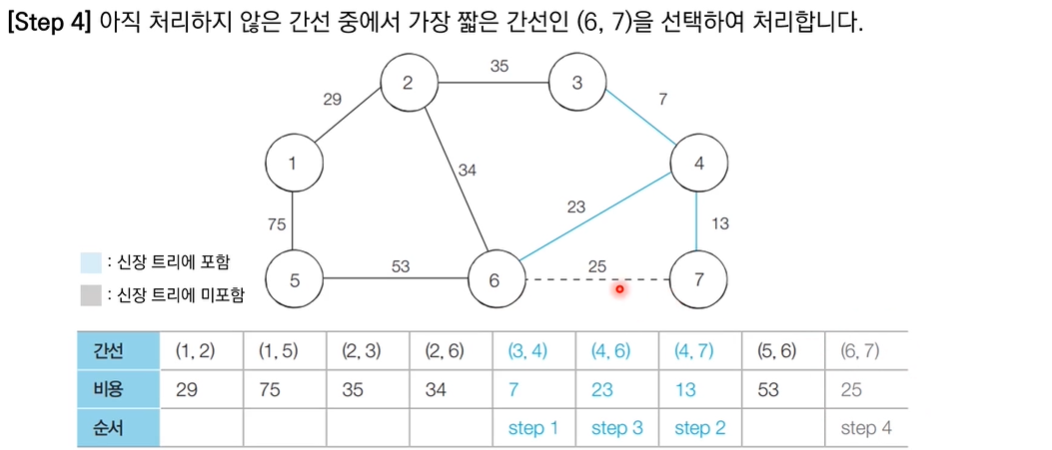 [Step 4] 아직 처리하지 않은 간선 중에서 가장 짧은 간선인 (6, 7)을 선택하여 처리합니다.
35
2
3
29
7
1
34
4
23
75
13
: 신장 트리에 포함
53
25
5
6
7
: 신장 트리에 미포함
간선 (1, 2) (1, 5) (2, 3) (2, 6) (3, 4) (4, 6) (4, 7) (5, 6) (6, 7)
비용 29 75 35 34 7 23 13 53 25
순서 step 1 step 3 step 2 step 4